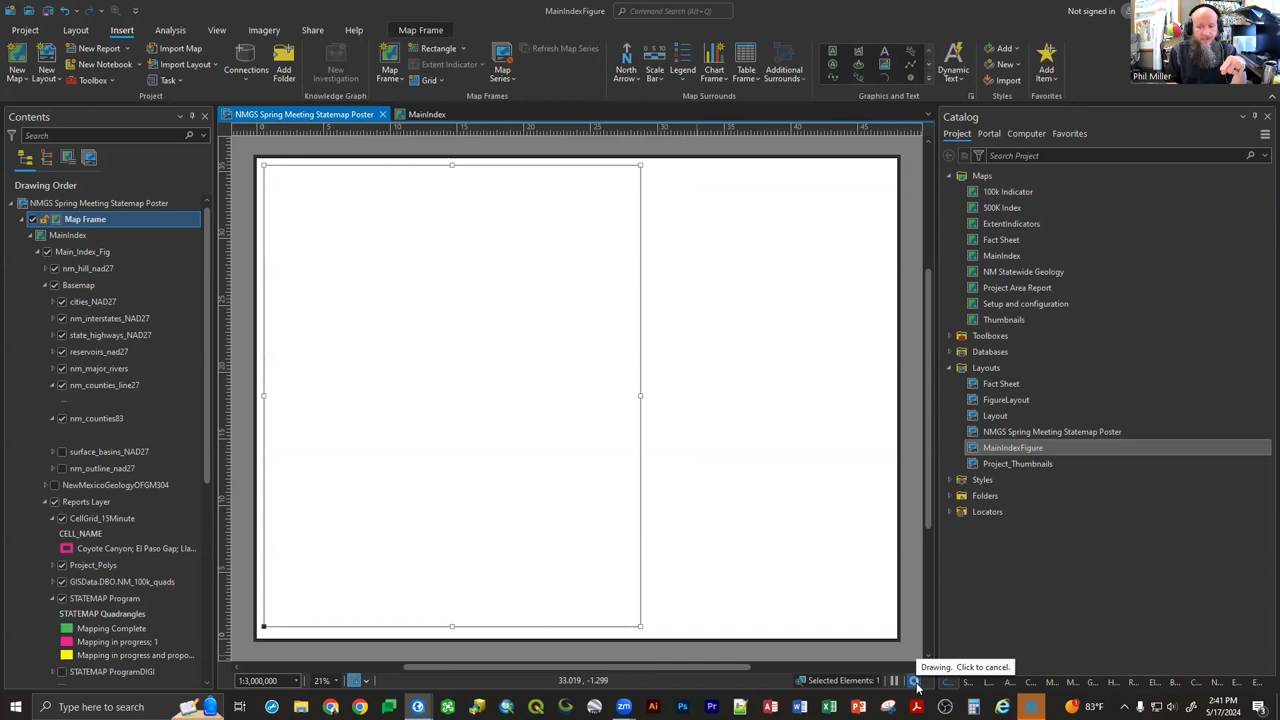 MainIndexFigure
Command Search (Alt+Q)
Not signed in
Phil Miller
Project Layout Insert Analysis View Imagery Share Help Map Frame
New Map New Layout New Report New Notebook Toolbox Import Map Import Layout Task Connections Add Folder
New Investigation
Map Frame Rectangle Extent Indicator Grid Map Series Refresh Map Series
North Arrow Scale Bar Legend Chart Frame Table Frame Additional Surrounds
Dynamic Text Add New Import Add Item
Project Knowledge Graph Map Frames Map Surrounds Graphics and Text Styles Favorites
Contents
Search
Drawing Order
NMGS Spring Meeting Statemap Poster
Map Frame
MainIndex
Main_Index_Fig
nm_hill_nad27
Basemap
cities_NAD27
nm_interstates_NAD27
state_highways_NAD27
reservoirs_nad27
nm_major_rivers
nm_counties_line27
nm_counties83
surface_basins_NAD27
nm_outline_nad27
NewMexicoGeologyOFGM304
Reports Layer
CellGrid_15Minute
CELL_NAME
Coyote Canyon; El Paso Gap; Lla...
Project_Polys
GISData.DBO.NM_100k_quads
STATEMAP Program
STATEMAP Quadrangles
Mapping Complete
Mapping in progress; 1
Mapping in progress and propo...
STATEMAP ProgramDIGI
NMGS Spring Meeting Statemap Poster
MainIndex
0 5 10 15 20 25 30 35 40 45
1:3,000,000
21%
33.019 , -1.299
Selected Elements: 1
Drawing. Click to cancel.
Catalog
Project Portal Computer Favorites
Search Project
Maps
100k Indicator
500K Index
ExtentIndicators
Fact Sheet
MainIndex
NM Statewide Geology
Project Area Report
Setup and configuration
Thumbnails
Toolboxes
Databases
Layouts
Fact Sheet
FigureLayout
Layout
NMGS Spring Meeting Statemap Poster
MainIndexFigure
Project_Thumbnails
Styles
Folders
Locators
C... S... L... A... C... M... M... G... H... E... B... C... N... E...
Type here to search
83°F
2:41 PM
5/17/2024